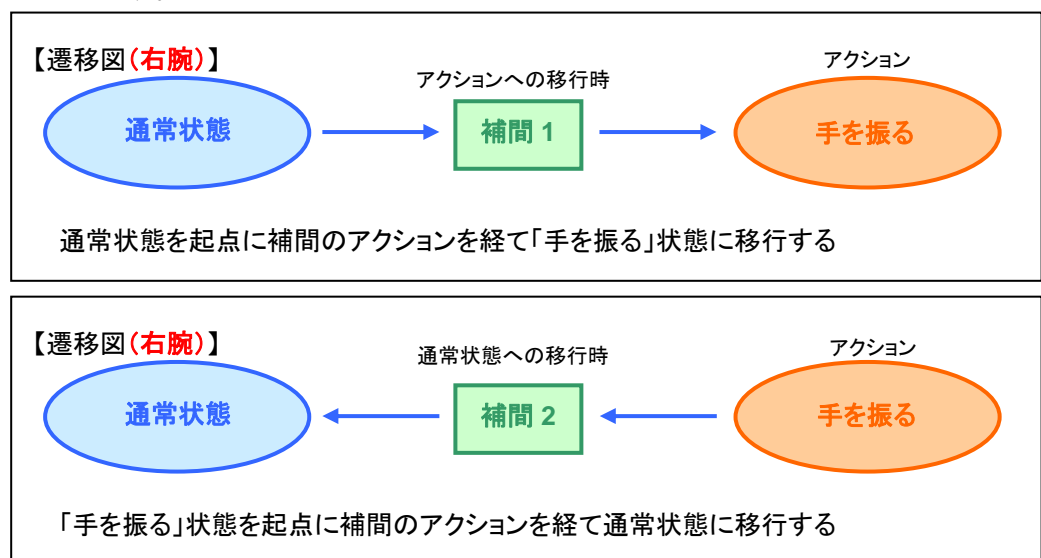 【遷移図(右腕)】
アクションへの移行時
アクション
通常状態
補間 1
手を振る
通常状態を起点に補間のアクションを経て「手を振る」状態に移行する
【遷移図(右腕)】
通常状態への移行時
アクション
通常状態
補間 2
手を振る
「手を振る」状態を起点に補間のアクションを経て通常状態に移行する